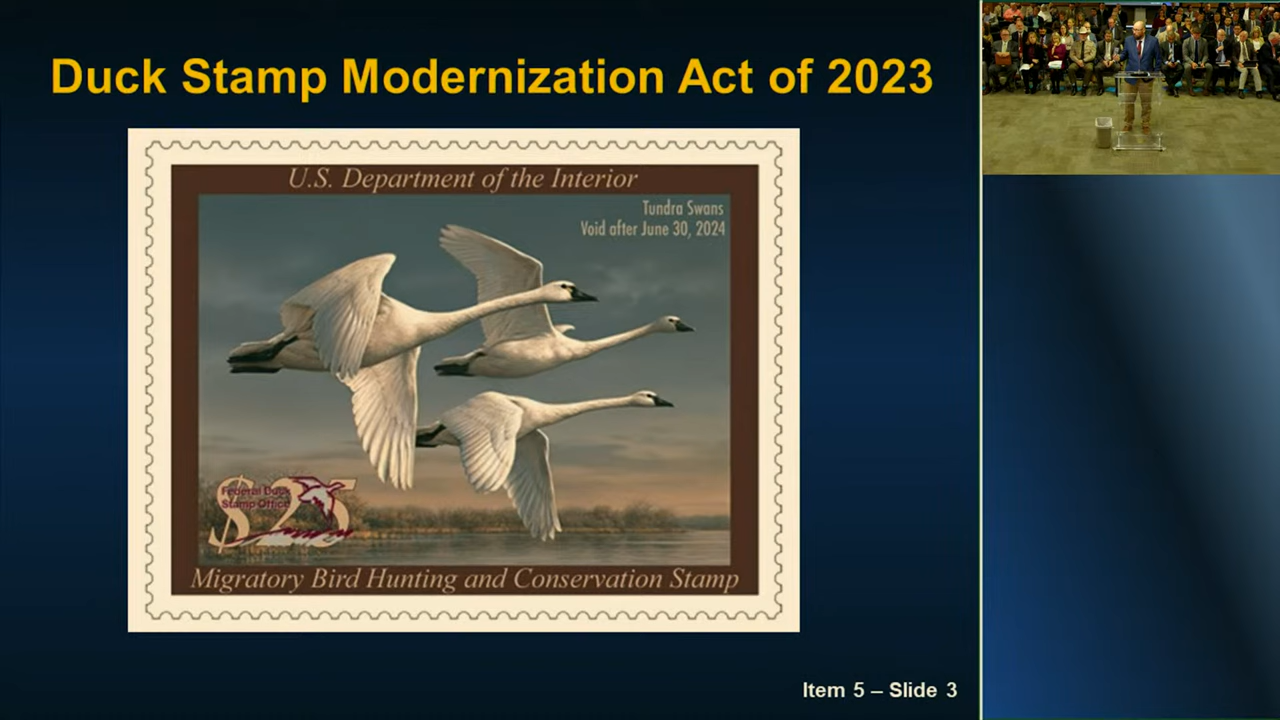 Duck Stamp Modernization Act of 2023
U.S. Department of the Interior
Tundra Swans
Void after June 30, 2024
$25
Federal Duck
Stamp Office
Migratory Bird Hunting and Conservation Stamp
Item 5 – Slide 3